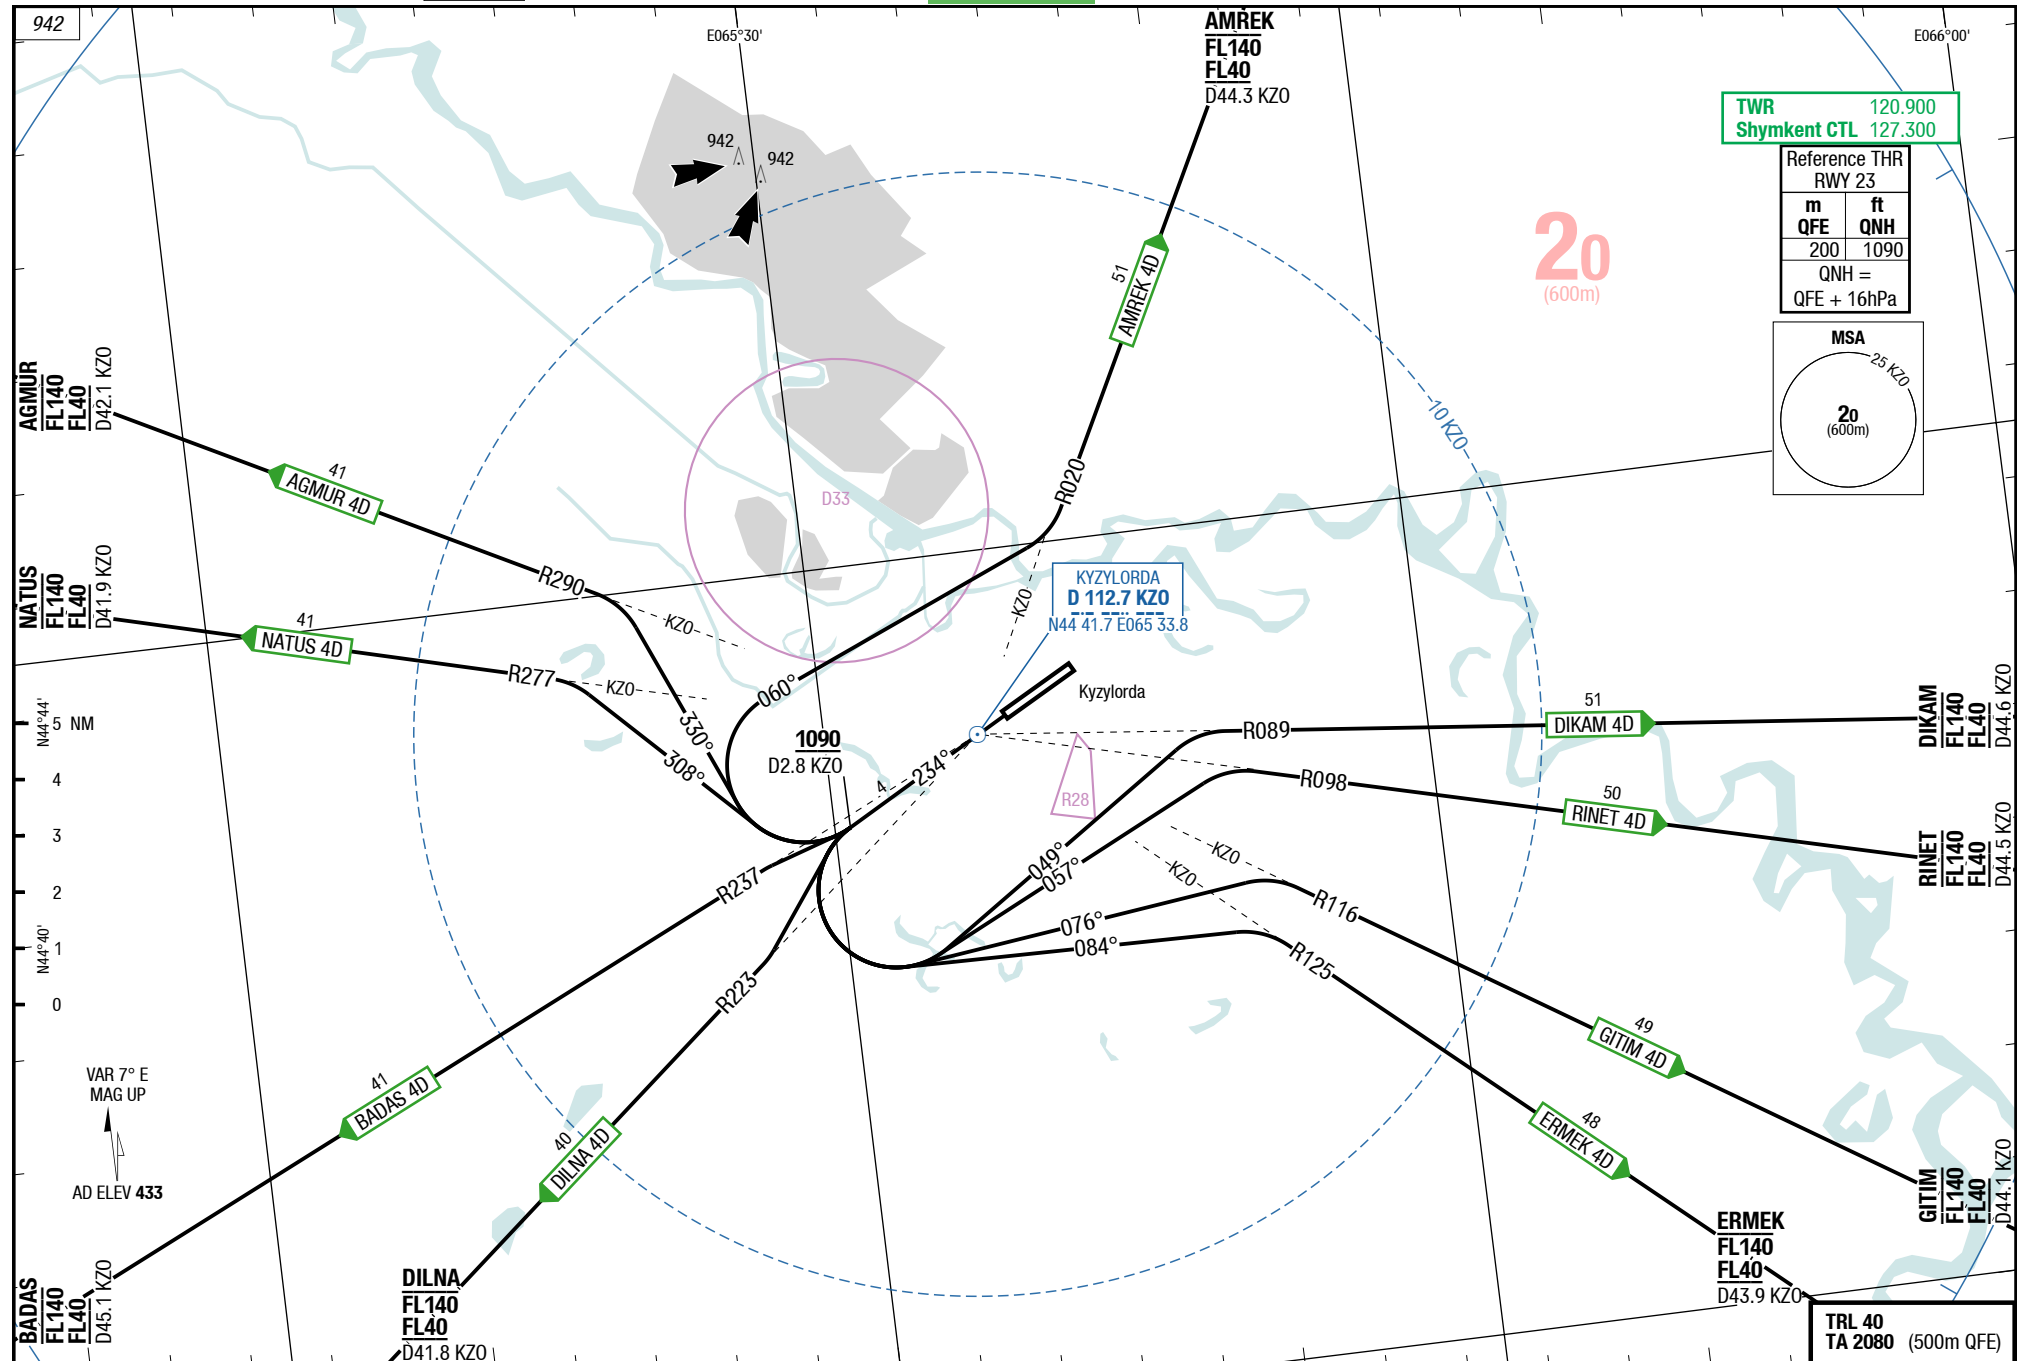 942
E065°30'
E066°00'
AMREK
FL140
FL40
D44.3 KZO
TWR 120.900
Shymkent CTL 127.300
Reference THR
RWY 23
m ft
QFE QNH
200 1090
QNH =
QFE + 16hPa
942
942
20
(600m)
MSA
25 KZO
20
(600m)
51
AMREK 4D
R020
KZO
10 KZO
D33
AGMUR
FL140
FL40
D42.1 KZO
41
AGMUR 4D
R290
KZO
NATUS
FL140
FL40
D41.9 KZO
41
NATUS 4D
R277
KZO
KYZYLORDA
D 112.7 KZO
N44 41.7 E065 33.8
Kyzylorda
060°
330°
308°
1090
D2.8 KZO
4
234°
R28
N44°44'
5 NM
4
3
2
1
0
N44°40'
R089
51
DIKAM 4D
DIKAM
FL140
FL40
D44.6 KZO
R098
50
RINET 4D
RINET
FL140
FL40
D44.5 KZO
049°
057°
076°
084°
KZO
KZO
R116
49
GITIM 4D
GITIM
FL140
FL40
D44.1 KZO
R125
48
ERMEK 4D
ERMEK
FL140
FL40
D43.9 KZO
R237
41
BADAS 4D
BADAS
FL140
FL40
D45.1 KZO
R223
40
DILNA 4D
DILNA
FL140
FL40
D41.8 KZO
VAR 7° E
MAG UP
AD ELEV 433
TRL 40
TA 2080 (500m QFE)